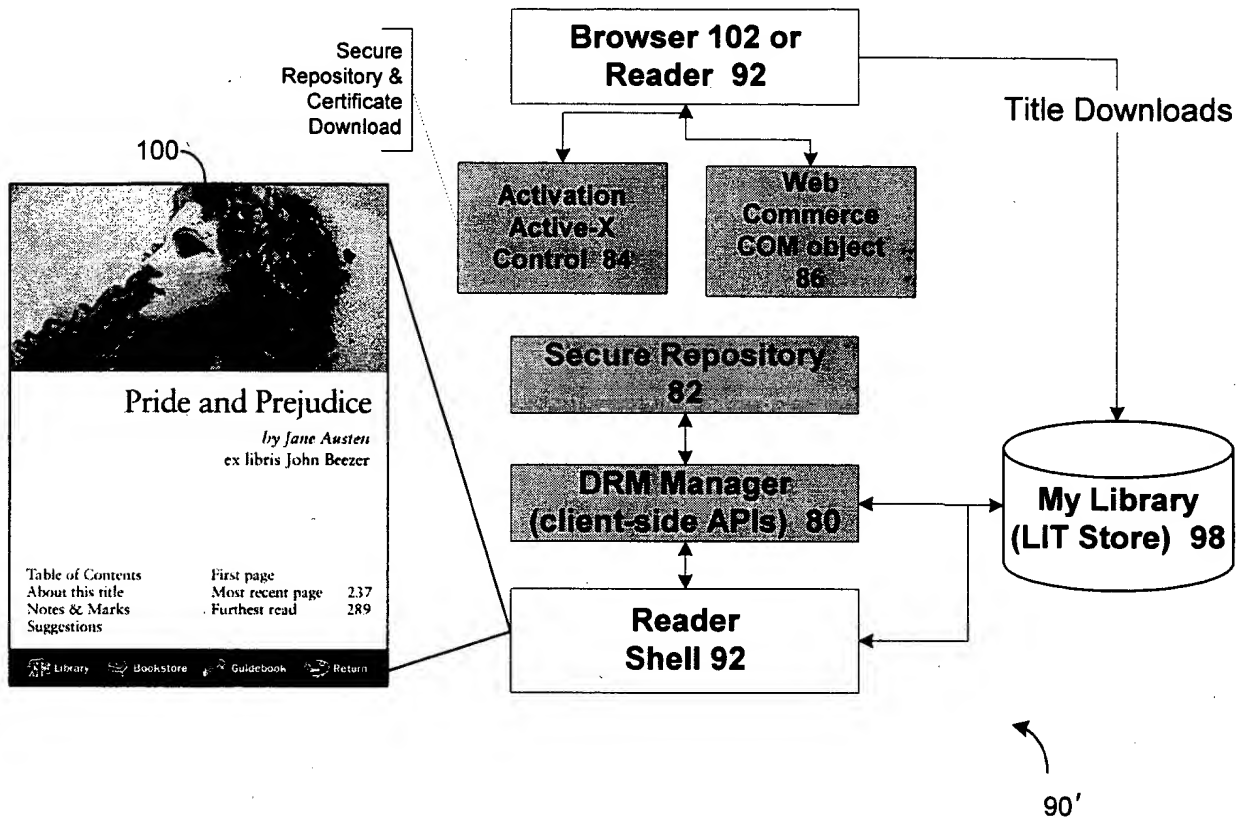 Secure
Repository &
Certificate
Download
Browser 102 or
Reader 92
Title Downloads
100
Activation
Active-X
Control 84
Web
Commerce
COM object
86
Pride and Prejudice
by Jane Austen
ex libris John Beezer
Table of Contents
About this title
Notes & Marks
Suggestions
First page
Most recent page 237
Furthest read 289
Library Bookstore Guidebook Return
Secure Repository
82
DRM Manager
(client-side APIs) 80
Reader
Shell 92
My Library
(LIT Store) 98
90'